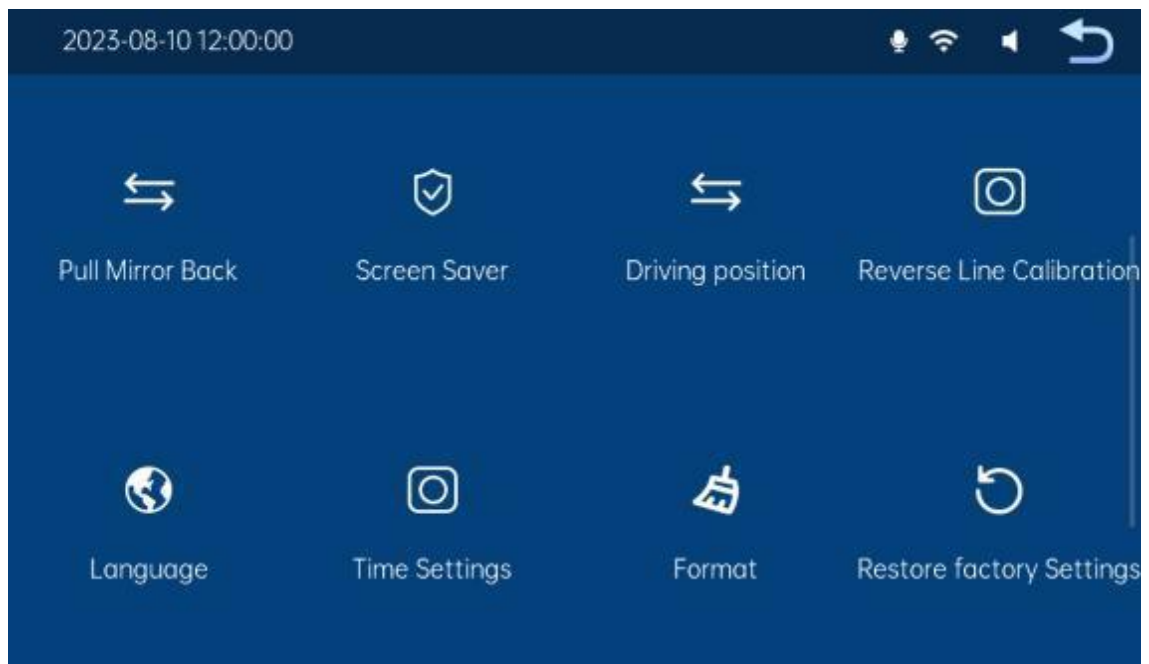 2023-08-10 12:00:00
Pull Mirror Back
Screen Saver
Driving position
Reverse Line Calibration
Language
Time Settings
Format
Restore factory Settings